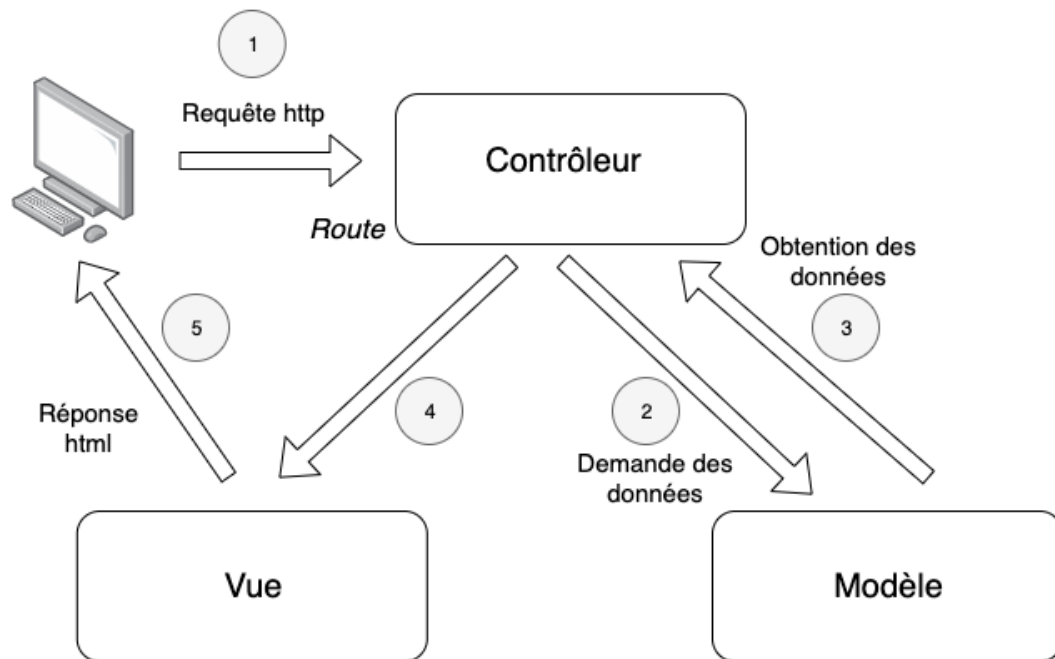 1
Requête http
Contrôleur
Route
Obtention des
données
5
3
Réponse
html
4
2
Demande des
données
Vue
Modèle